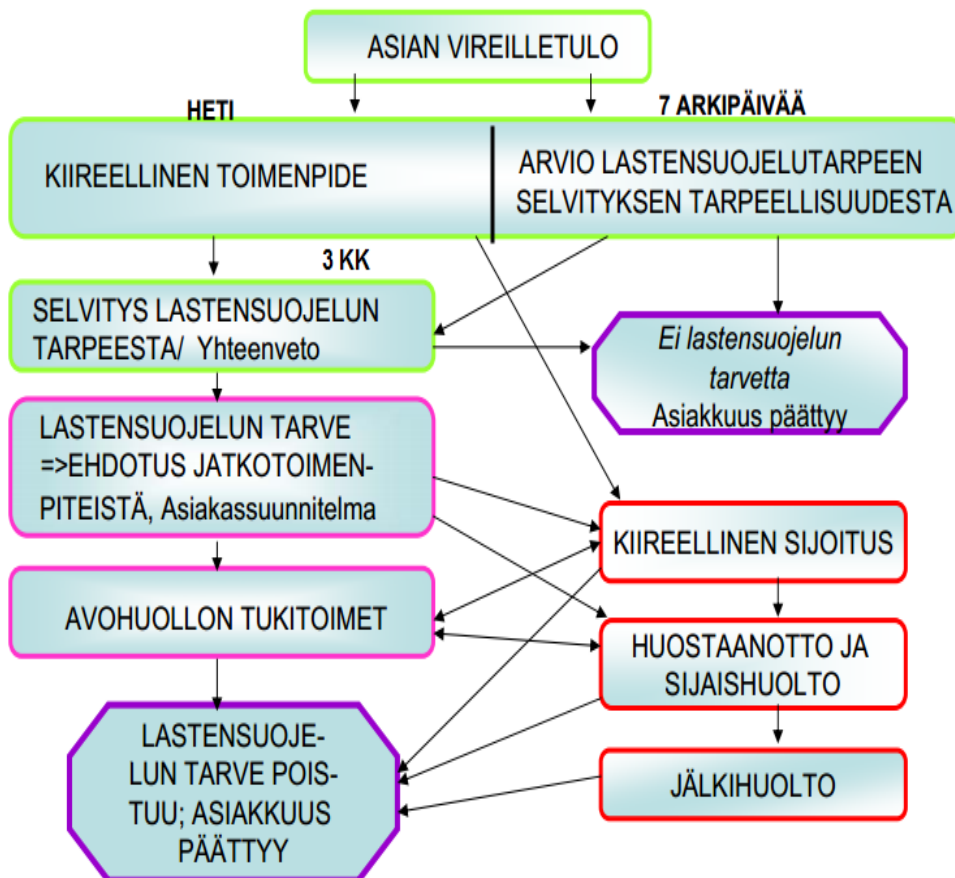 ASIAN VIREILLETULO
HETI
7 ARKIPÄIVÄÄ
KIIREELLINEN TOIMENPIDE
ARVIO LASTENSUOJELUTARPEEN
SELVITYKSEN TARPEELLISUUDESTA
3 KK
SELVITYS LASTENSUOJELUN
TARPEESTA/ Yhteenveto
Ei lastensuojelun
tarvetta
Asiakkuus päättyy
LASTENSUOJELUN TARVE
=>EHDOTUS JATKOTOIMEN-
PITEISTÄ, Asiakassuunnitelma
KIIREELLINEN SIJOITUS
AVOHUOLLON TUKITOIMET
HUOSTAANOTTO JA
SIJAISHUOLTO
LASTENSUOJE-
LUN TARVE POIS-
TUU; ASIAKKUUS
PÄÄTTYY
JÄLKIHUOLTO